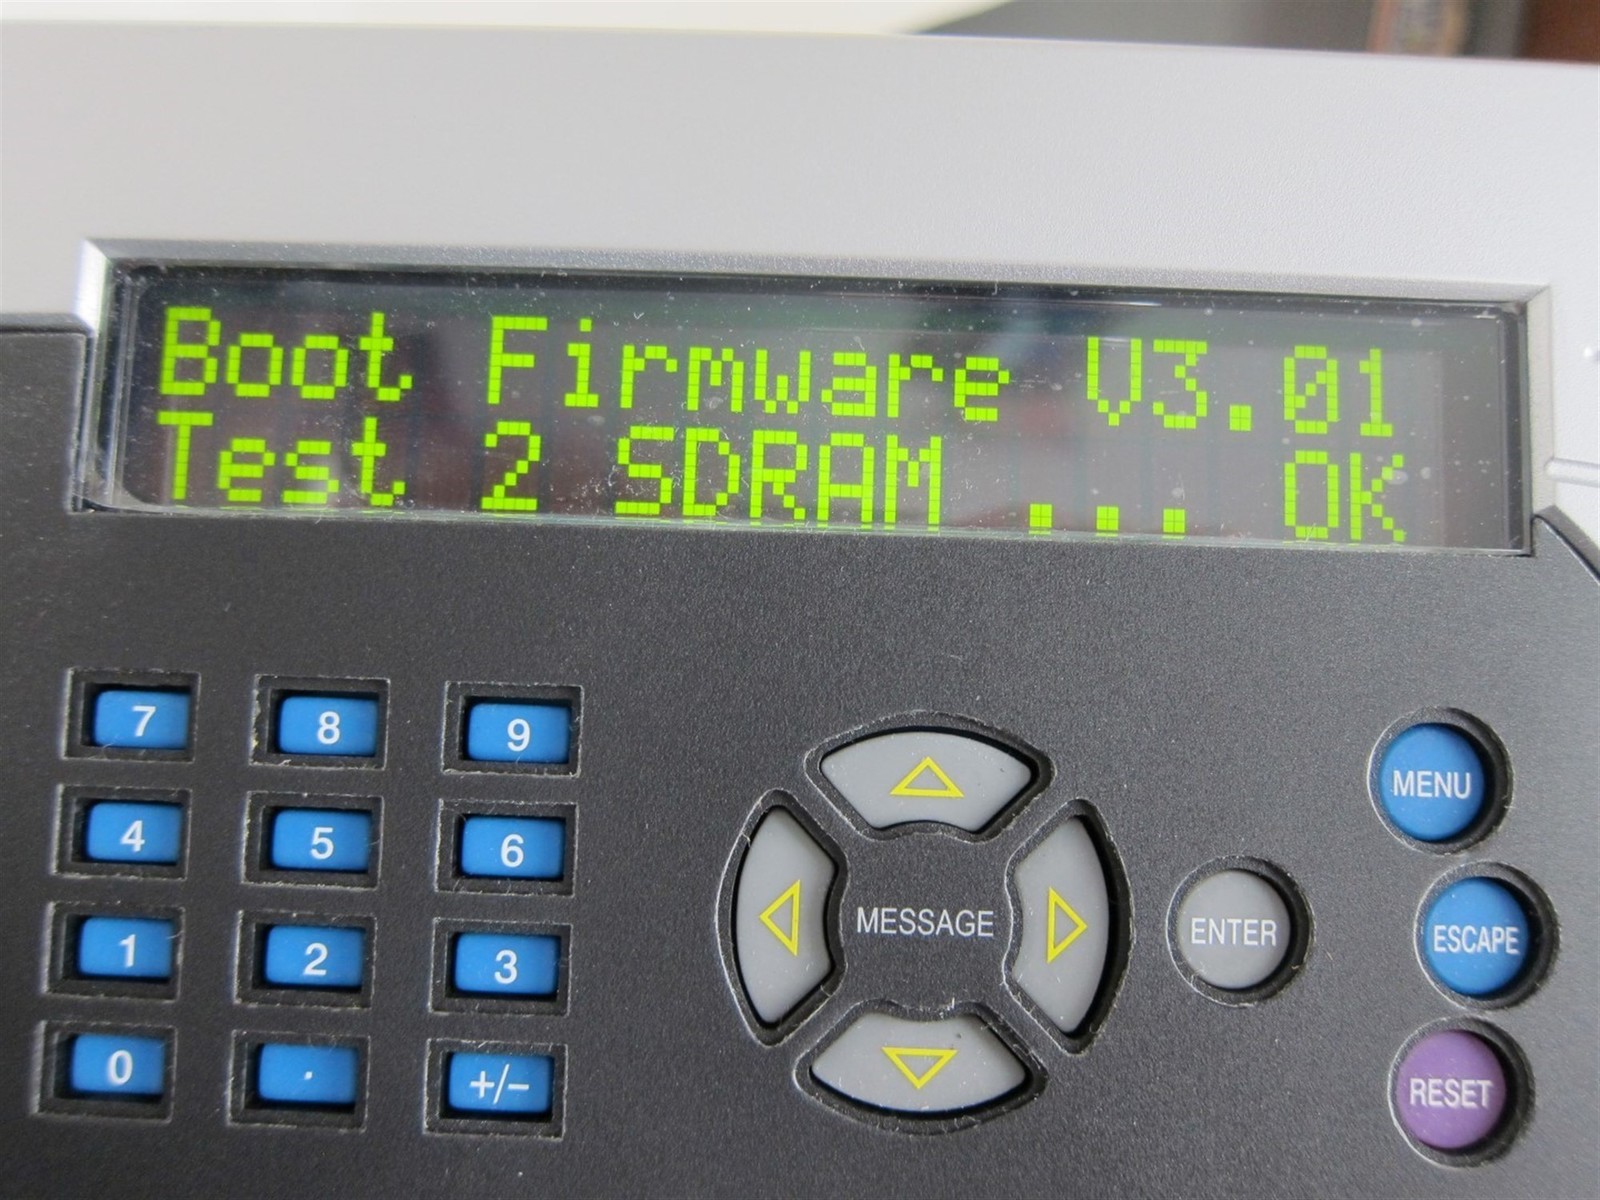 Boot Firmware V3.01
Test 2 SDRAM ... OK
7 8 9
4 5 6
1 2 3
0 . +/-
MESSAGE
ENTER
MENU
ESCAPE
RESET